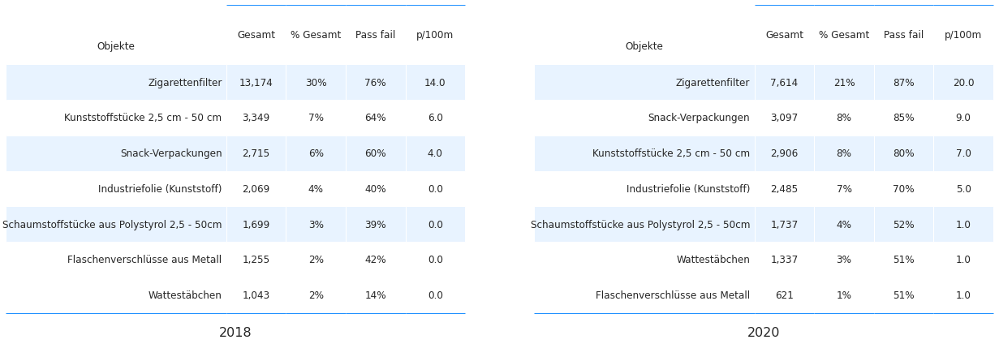 Objekte Gesamt % Gesamt Pass fail p/100m
Zigarettenfilter 13,174 30% 76% 14.0
Kunststoffstücke 2,5 cm - 50 cm 3,349 7% 64% 6.0
Snack-Verpackungen 2,715 6% 60% 4.0
Industriefolie (Kunststoff) 2,069 4% 40% 0.0
Schaumstoffstücke aus Polystyrol 2,5 - 50cm 1,699 3% 39% 0.0
Flaschenverschlüsse aus Metall 1,255 2% 42% 0.0
Wattestäbchen 1,043 2% 14% 0.0
2018
Objekte Gesamt % Gesamt Pass fail p/100m
Zigarettenfilter 7,614 21% 87% 20.0
Snack-Verpackungen 3,097 8% 85% 9.0
Kunststoffstücke 2,5 cm - 50 cm 2,906 8% 80% 7.0
Industriefolie (Kunststoff) 2,485 7% 70% 5.0
Schaumstoffstücke aus Polystyrol 2,5 - 50cm 1,737 4% 52% 1.0
Wattestäbchen 1,337 3% 51% 1.0
Flaschenverschlüsse aus Metall 621 1% 51% 1.0
2020